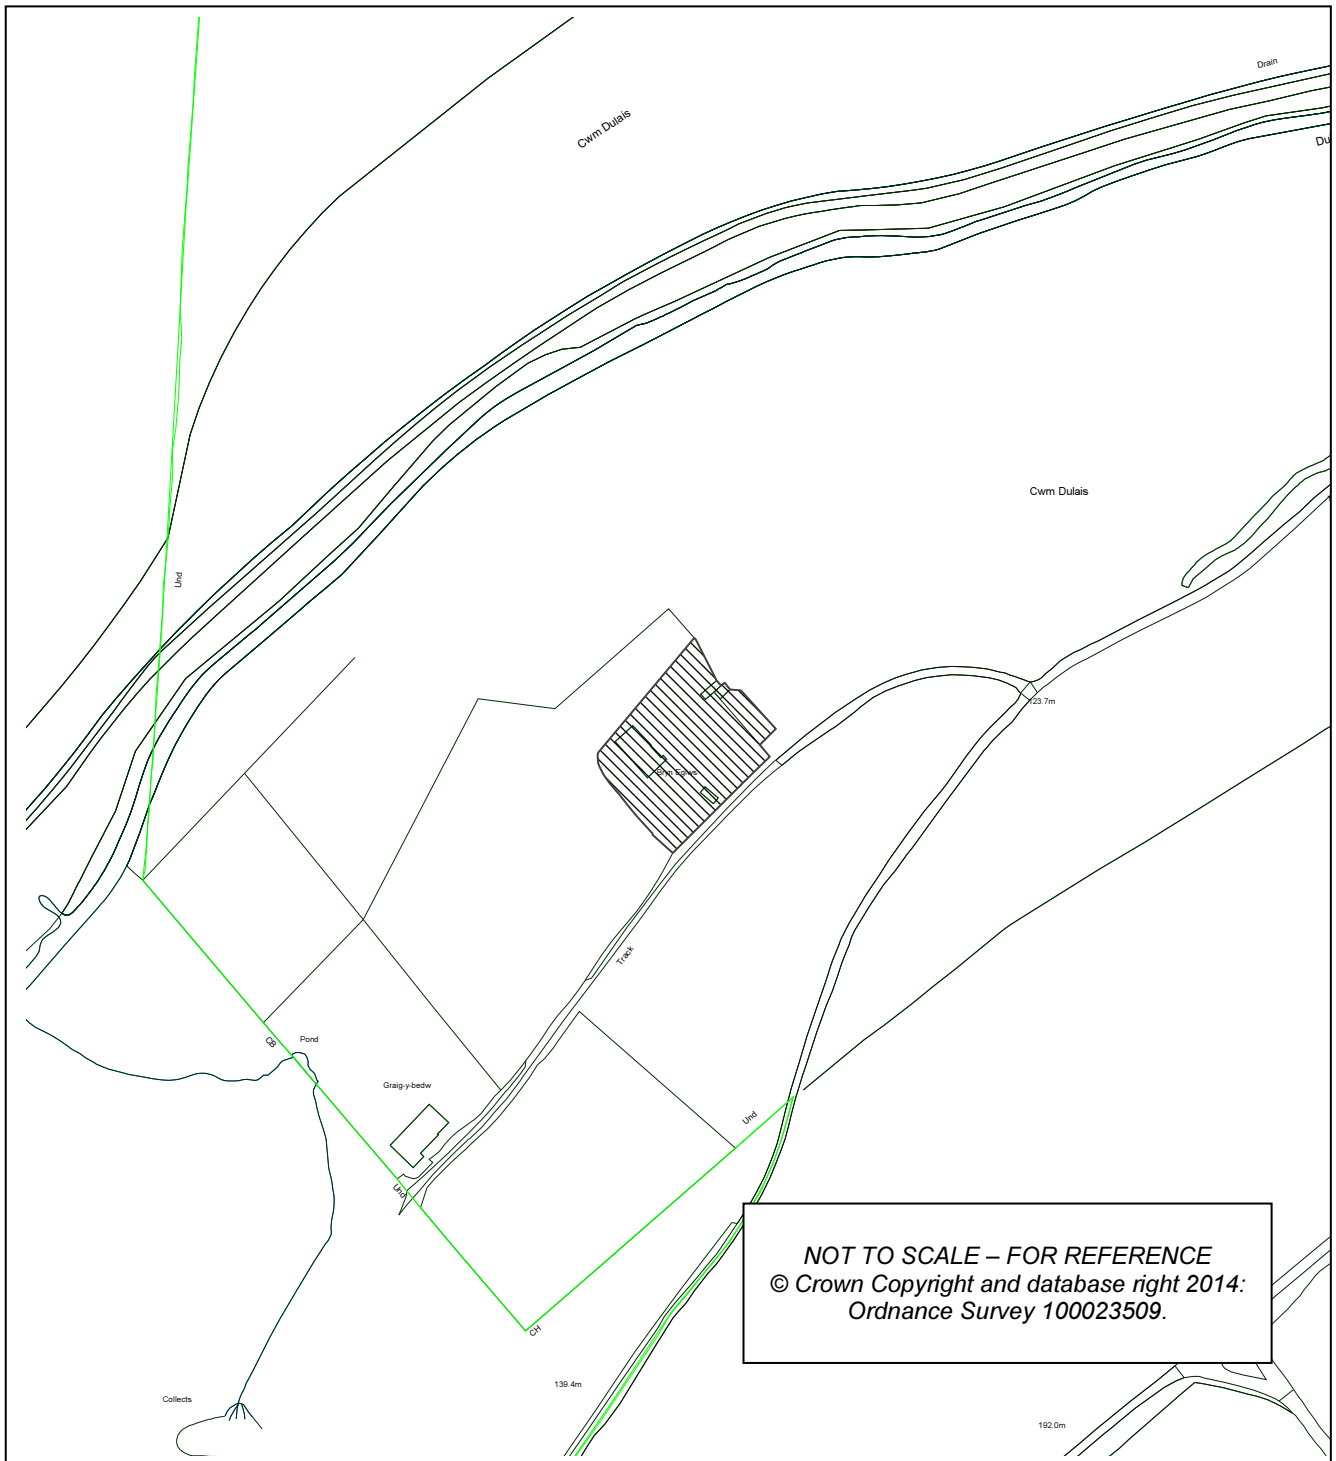 Drain
Cwm Dulais
Du
Cwm Dulais
Und
123.7m
Bryn Eglws
Track
CB
Pond
Graig-y-bedw
Und
Und
NOT TO SCALE – FOR REFERENCE
© Crown Copyright and database right 2014:
Ordnance Survey 100023509.
CH
139.4m
Collects
192.0m